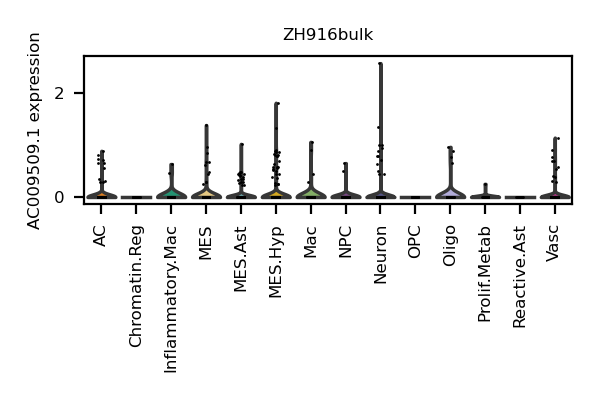 ZH916bulk
AC009509.1 expression
2
0
AC
Chromatin.Reg
Inflammatory.Mac
MES
MES.Ast
MES.Hyp
Mac
NPC
Neuron
OPC
Oligo
Prolif.Metab
Reactive.Ast
Vasc